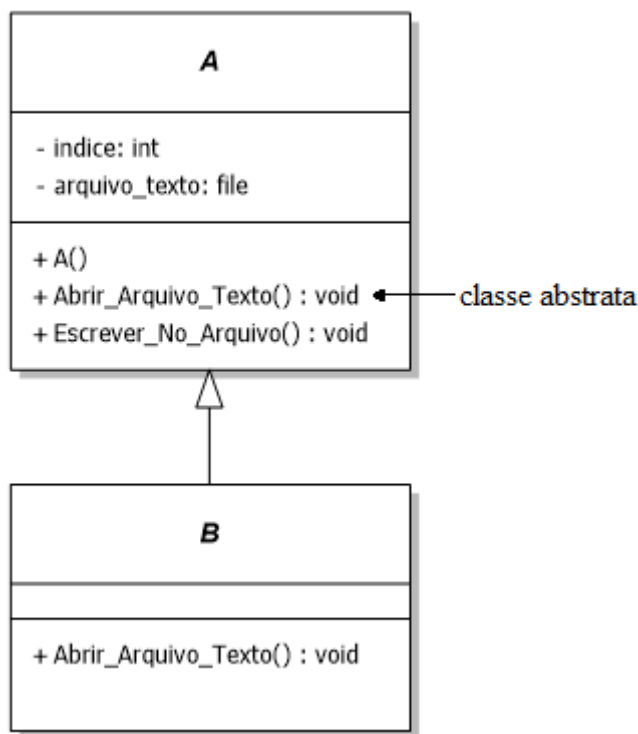 A
- indice: int
- arquivo_texto: file
+ A()
+ Abrir_Arquivo_Texto() : void
classe abstrata
+ Escrever_No_Arquivo() : void
B
+ Abrir_Arquivo_Texto() : void